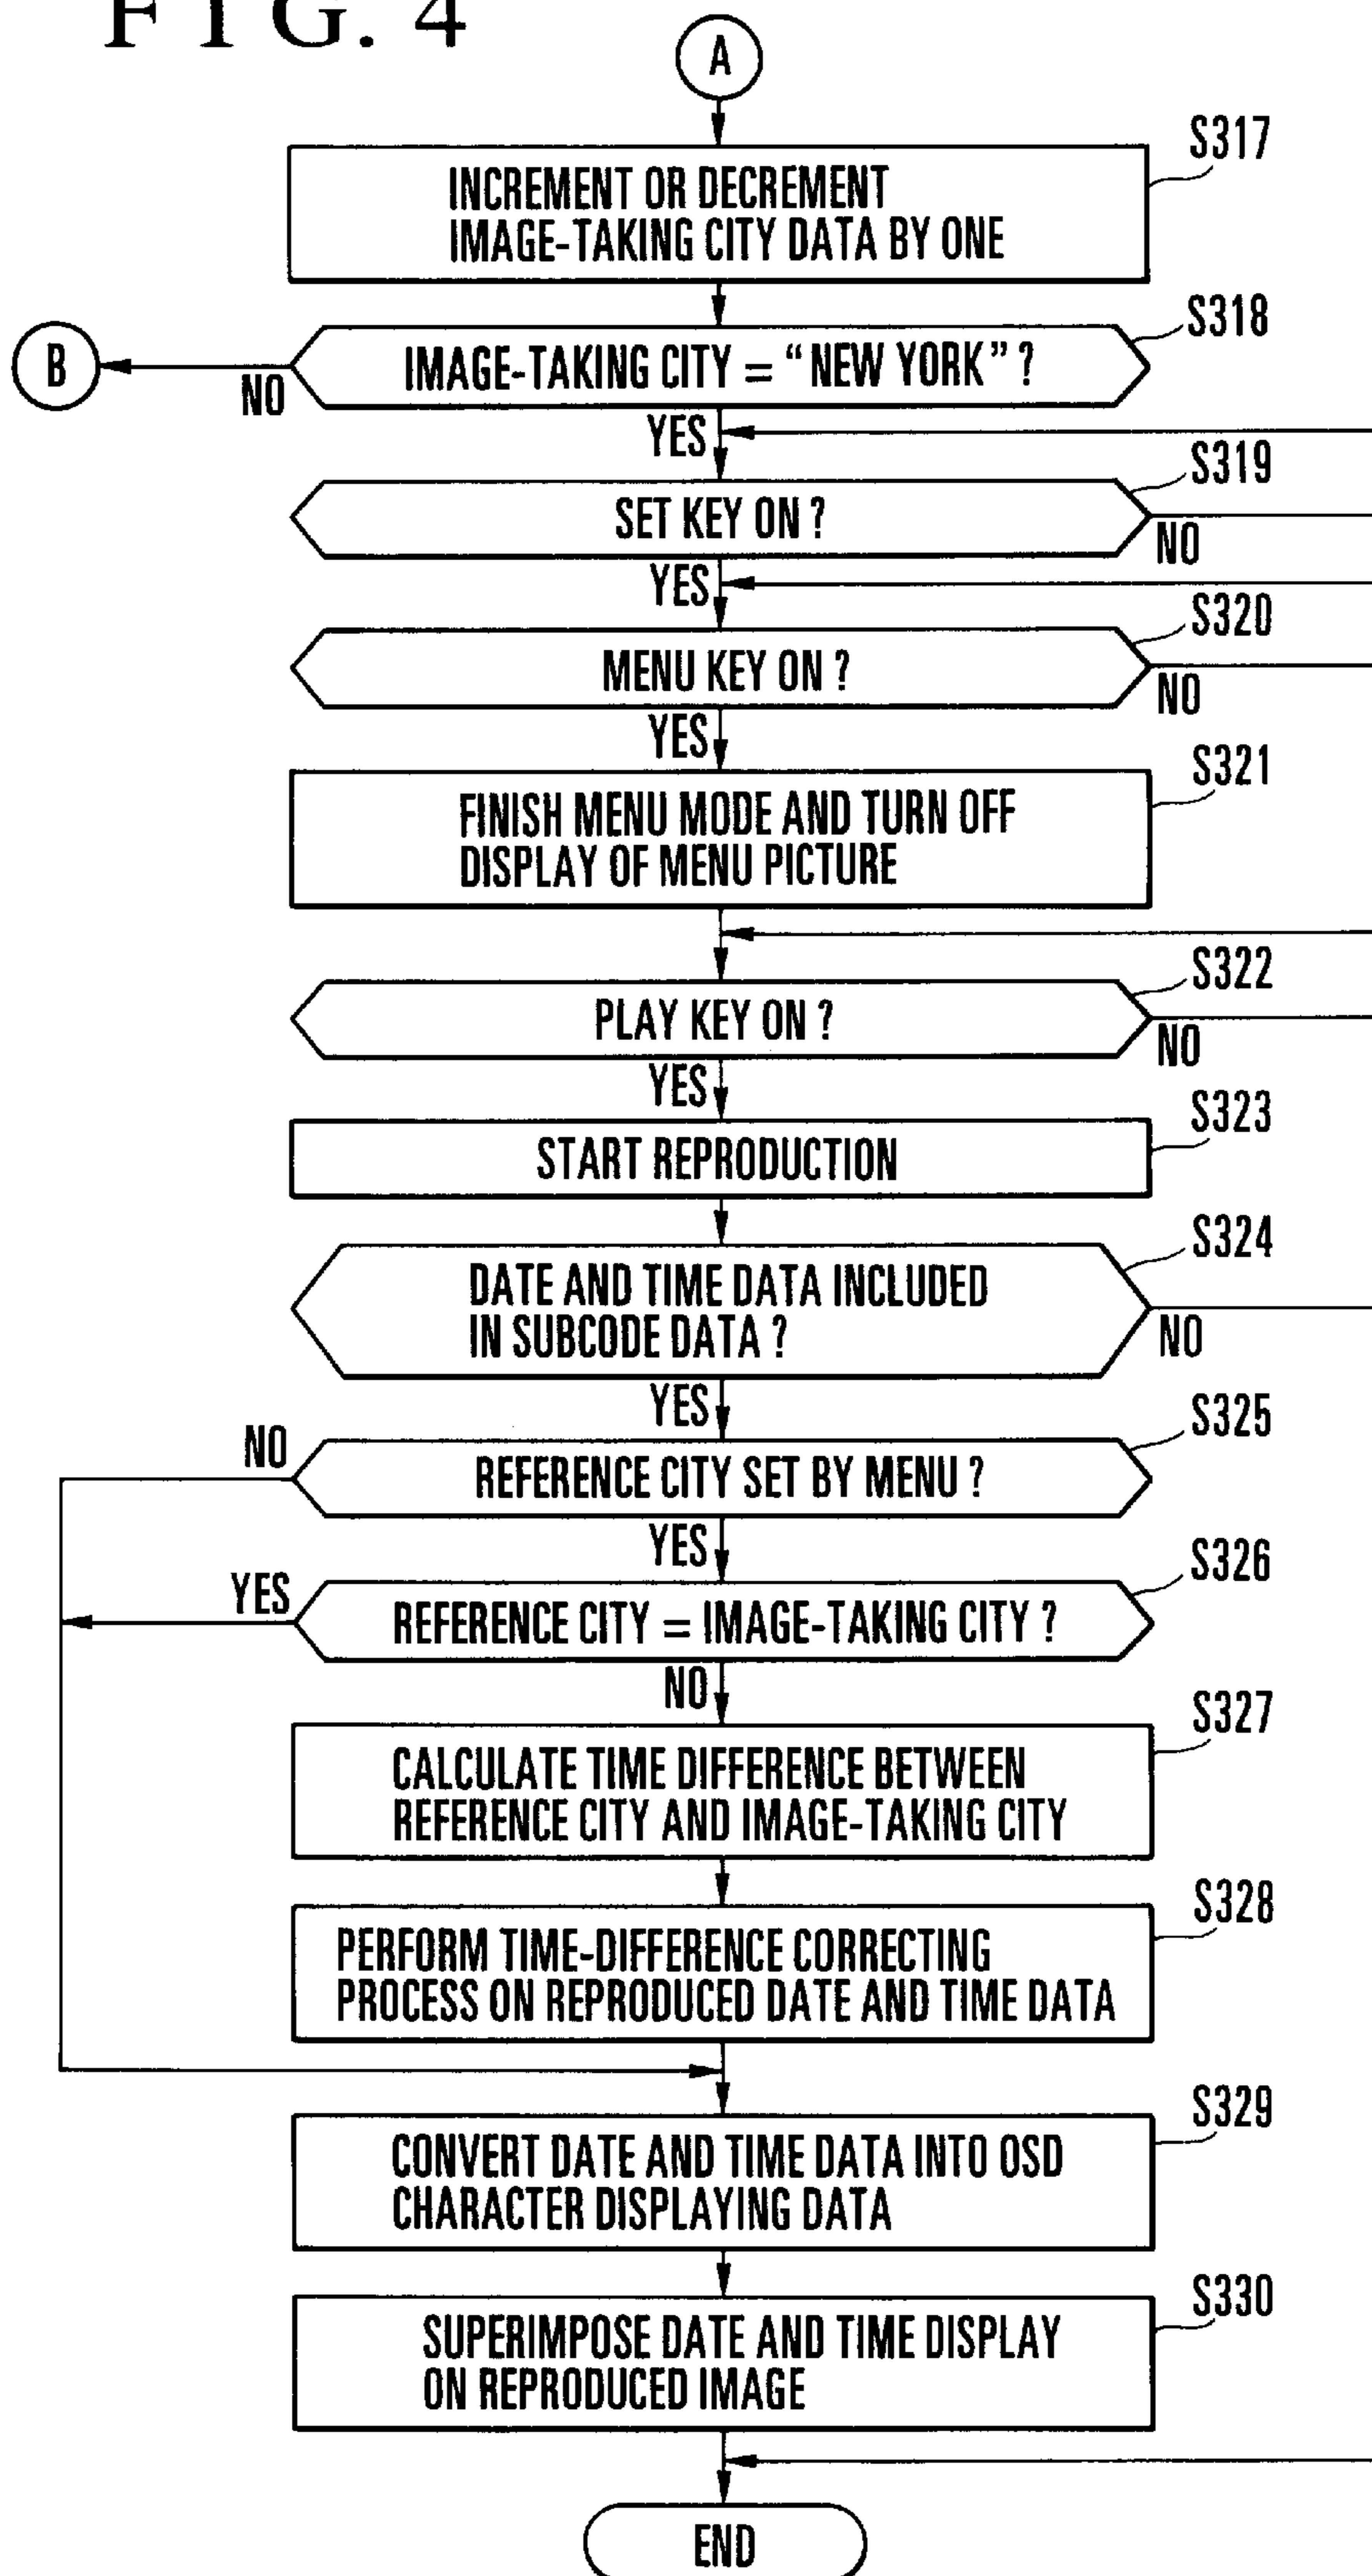 FIG. 4
A
S317
INCREMENT OR DECREMENT
IMAGE-TAKING CITY DATA BY ONE
S318
B
NO
IMAGE-TAKING CITY = "NEW YORK" ?
YES
S319
SET KEY ON ?
NO
YES
S320
MENU KEY ON ?
NO
YES
S321
FINISH MENU MODE AND TURN OFF
DISPLAY OF MENU PICTURE
S322
PLAY KEY ON ?
NO
YES
S323
START REPRODUCTION
S324
DATE AND TIME DATA INCLUDED
IN SUBCODE DATA ?
NO
YES
S325
NO
REFERENCE CITY SET BY MENU ?
YES
S326
YES
REFERENCE CITY = IMAGE-TAKING CITY ?
NO
S327
CALCULATE TIME DIFFERENCE BETWEEN
REFERENCE CITY AND IMAGE-TAKING CITY
S328
PERFORM TIME-DIFFERENCE CORRECTING
PROCESS ON REPRODUCED DATE AND TIME DATA
S329
CONVERT DATE AND TIME DATA INTO OSD
CHARACTER DISPLAYING DATA
S330
SUPERIMPOSE DATE AND TIME DISPLAY
ON REPRODUCED IMAGE
END